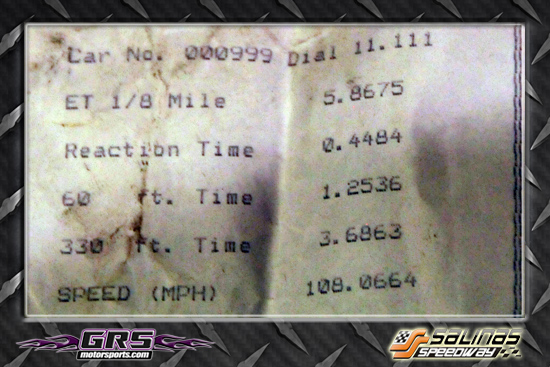 Car No. 000999 Dial 11.111
ET 1/8 Mile 5.8675
Reaction Time 0.4484
60 ft. Time 1.2536
330 ft. Time 3.6863
SPEED (MPH) 108.0664
GRS
motorsports.com
SALINAS
SPEEDWAY